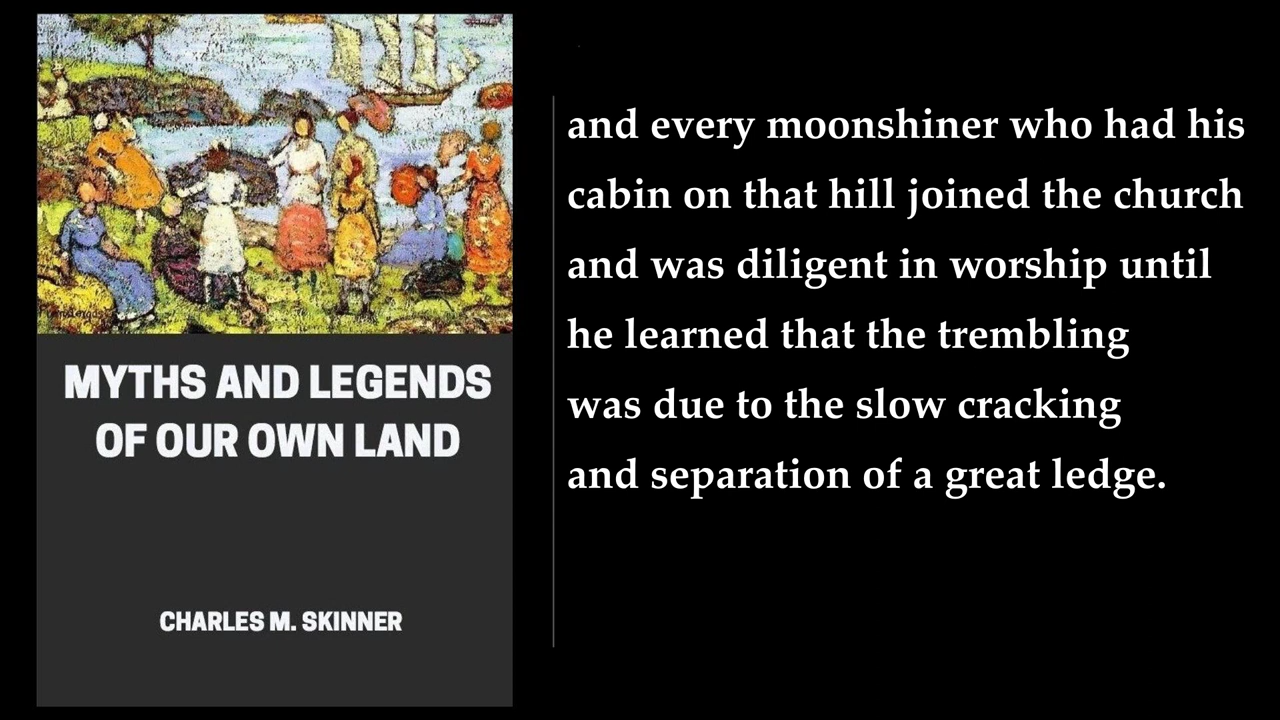 MYTHS AND LEGENDS
OF OUR OWN LAND
CHARLES M. SKINNER
and every moonshiner who had his
cabin on that hill joined the church
and was diligent in worship until
he learned that the trembling
was due to the slow cracking
and separation of a great ledge.